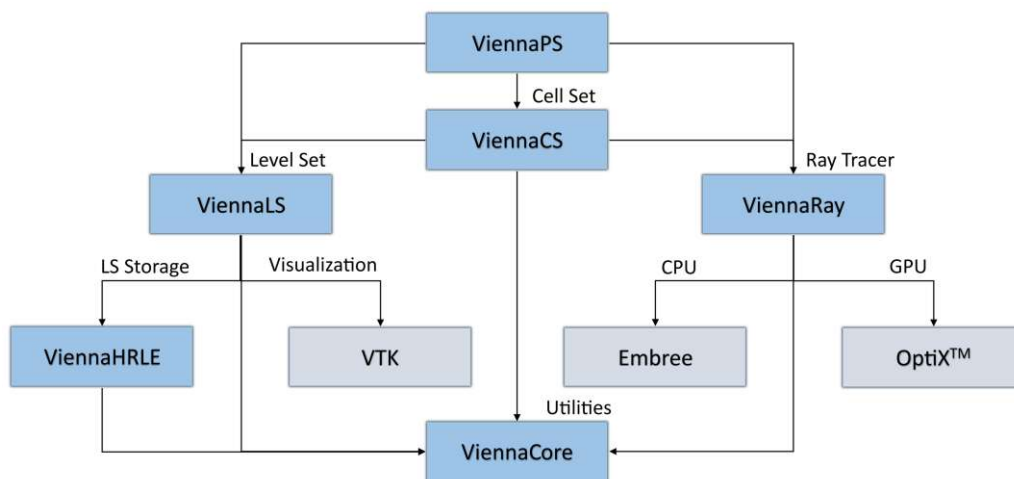 ViennaPS
Cell Set
ViennaCS
Level Set
Ray Tracer
ViennaLS
ViennaRay
LS Storage
Visualization
CPU
GPU
ViennaHRLE
VTK
Embree
OptiX™
Utilities
ViennaCore